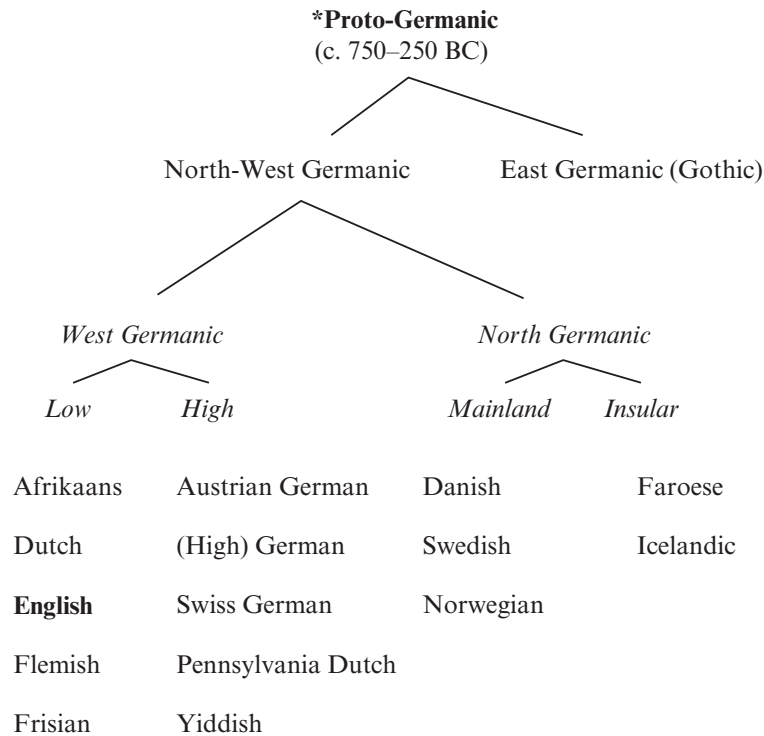 *Proto-Germanic
(c. 750–250 BC)
North-West Germanic East Germanic (Gothic)
West Germanic North Germanic
Low High Mainland Insular
Afrikaans Austrian German Danish Faroese
Dutch (High) German Swedish Icelandic
English Swiss German Norwegian
Flemish Pennsylvania Dutch
Frisian Yiddish